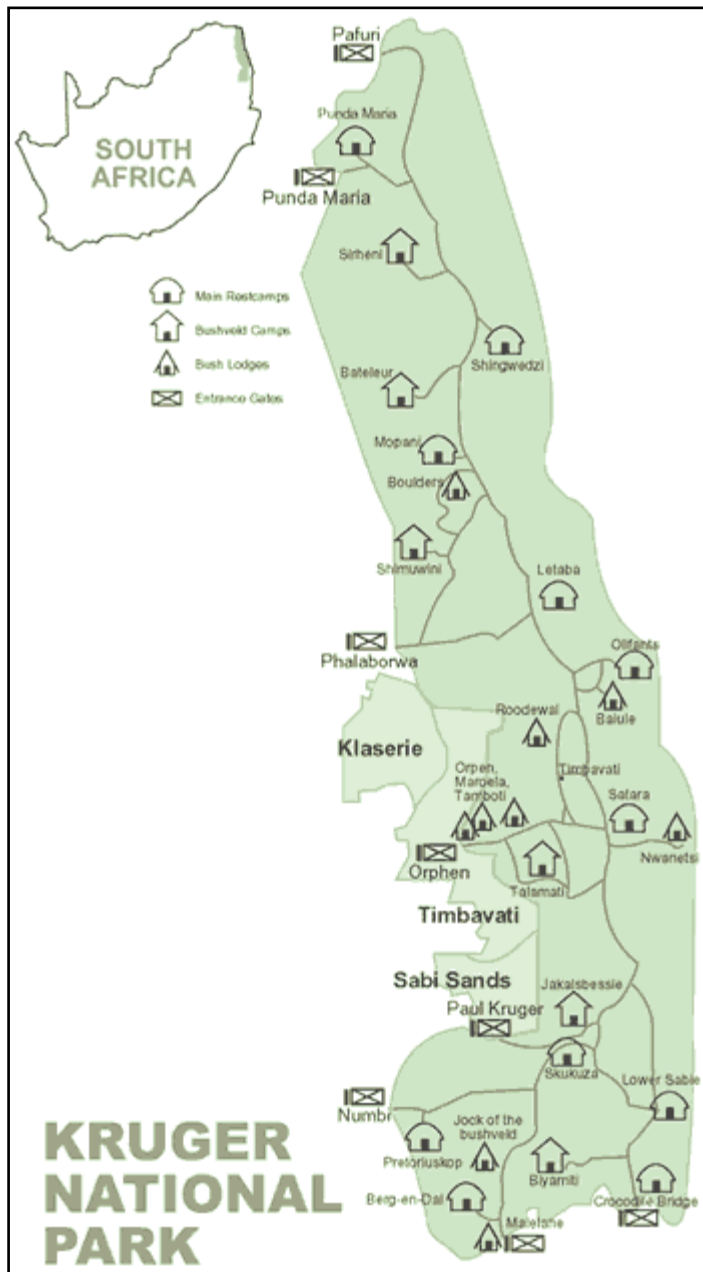 Pafuri
Punda Maria
SOUTH
AFRICA
Punda Maria
Sirheni
Main Restcamps
Bushveld Camps
Bush Lodges
Entrance Gates
Shingwedzi
Bateleur
Mopani
Boulders
Shimuwini
Letaba
Phalaborwa
Olifants
Balule
Roodewal
Klaserie
Orpen,
Maroela,
Tamboti
Timbavati
Satara
Nwanetsi
Orphen
Talamati
Timbavati
Sabi Sands
Jakalsbessie
Paul Kruger
Skukuza
Lower Sabie
Numbi
Jock of the
bushveld
Pretoriuskop
Biyamiti
Berg-en-Dal
Crocodile Bridge
Malelane
KRUGER
NATIONAL
PARK